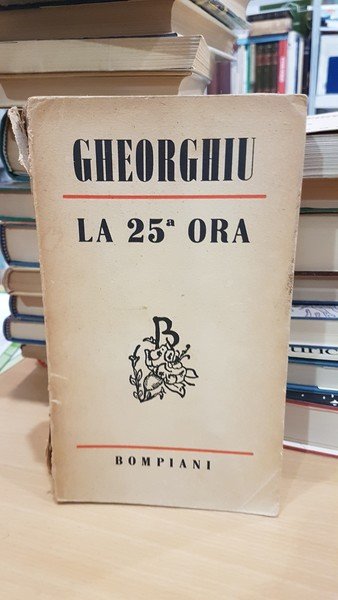 GHEORGHIU
LA 25ª ORA
B
BOMPIANI